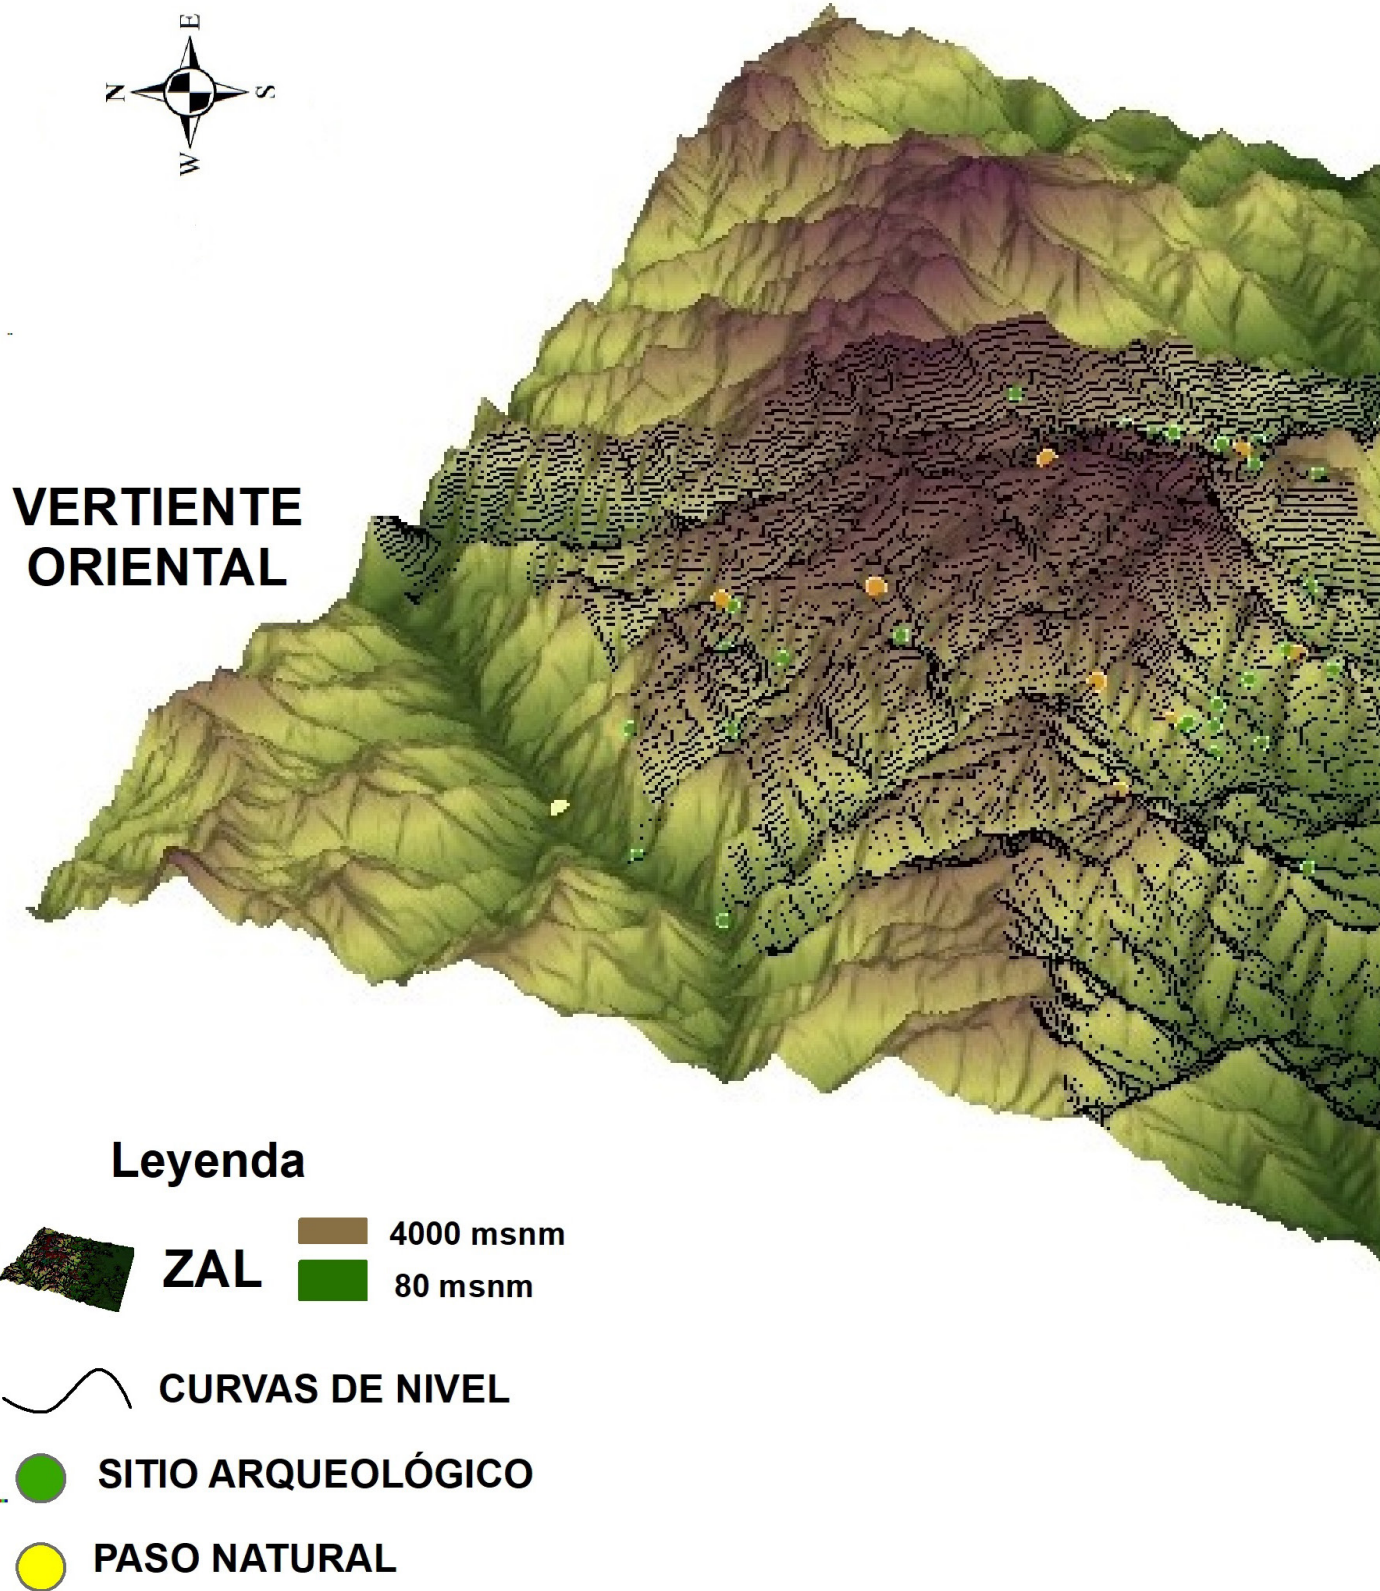 E
N
S
W
VERTIENTE
ORIENTAL
Leyenda
ZAL
4000 msnm
80 msnm
CURVAS DE NIVEL
SITIO ARQUEOLÓGICO
PASO NATURAL